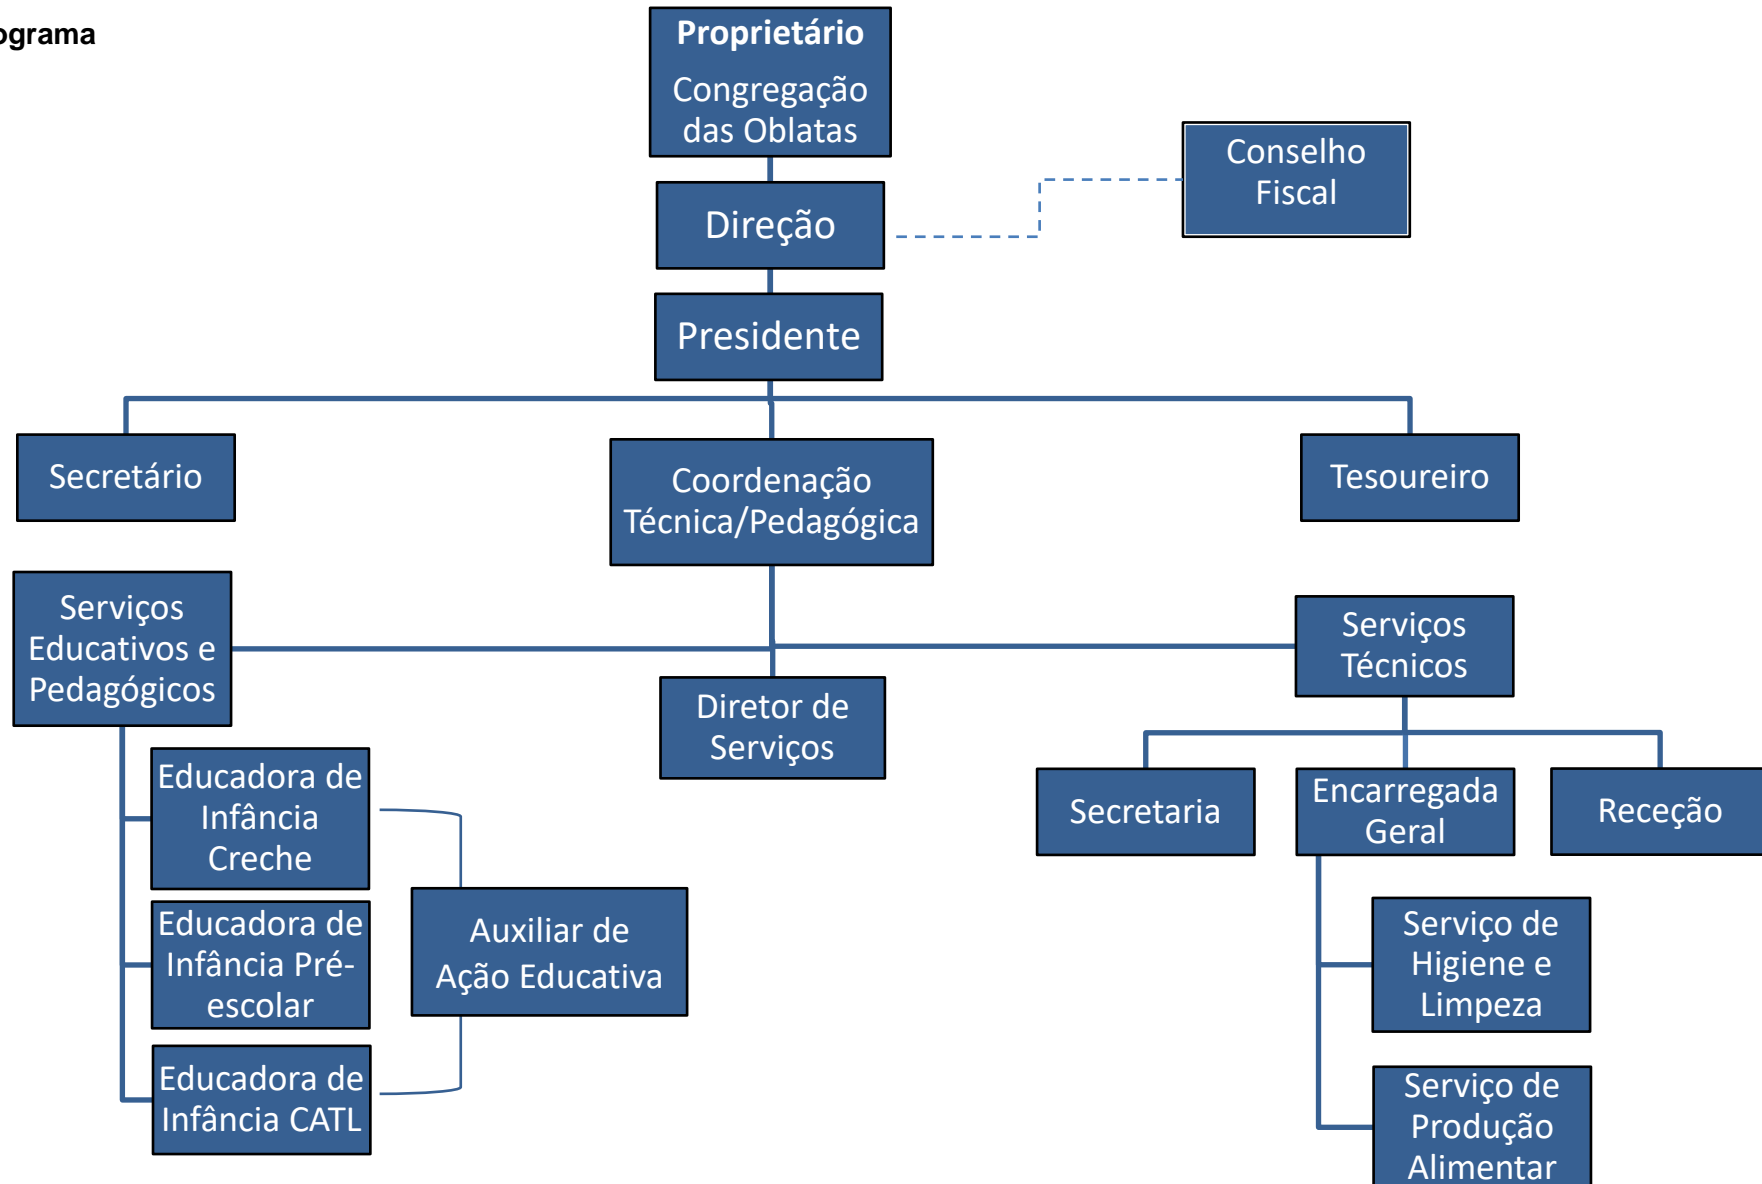 ograma
Proprietário
Congregação
das Oblatas
Conselho
Fiscal
Direção
Presidente
Secretário
Coordenação
Técnica/Pedagógica
Tesoureiro
Serviços
Educativos e
Pedagógicos
Serviços
Técnicos
Diretor de
Serviços
Educadora de
Infância
Creche
Secretaria
Encarregada
Geral
Receção
Educadora de
Infância Pré-
escolar
Auxiliar de
Ação Educativa
Serviço de
Higiene e
Limpeza
Educadora de
Infância CATL
Serviço de
Produção
Alimentar